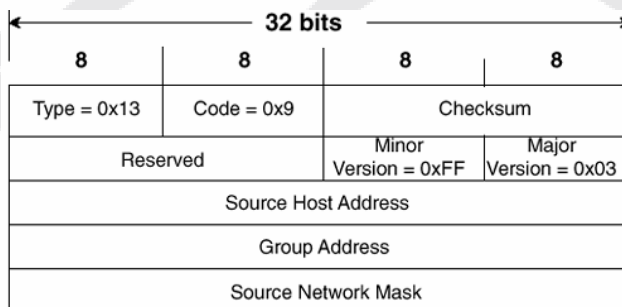 32 bits
8 8 8 8
Type = 0x13 Code = 0x9 Checksum
Reserved Minor Version = 0xFF Major Version = 0x03
Source Host Address
Group Address
Source Network Mask